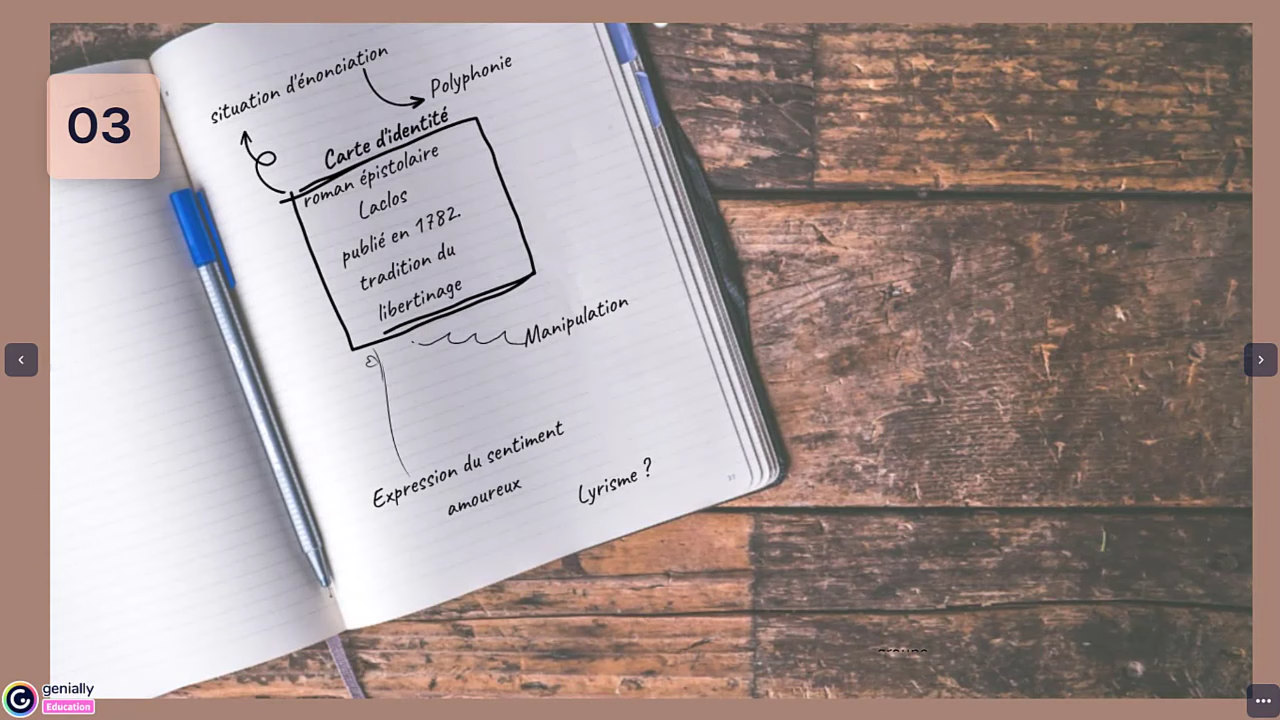 03
situation d'énonciation
Polyphonie
Carte d'identité
roman épistolaire
Laclos
publié en 1782.
tradition du
libertinage
Manipulation
Expression du sentiment
amoureux
Lyrisme ?
genially
Education